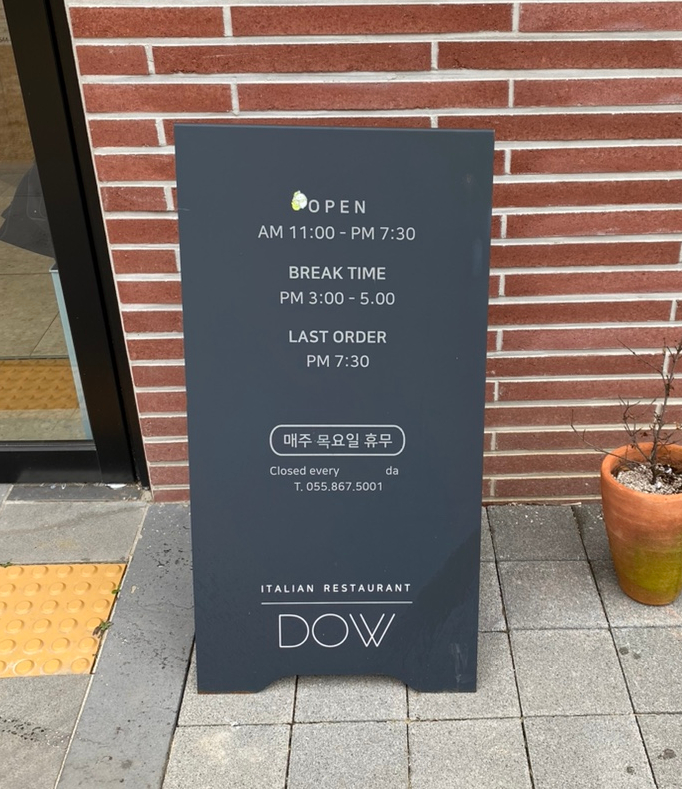 OPEN
AM 11:00 - PM 7:30
BREAK TIME
PM 3:00 - 5.00
LAST ORDER
PM 7:30
매주 목요일 휴무
Closed every da
T. 055.867.5001
ITALIAN RESTAURANT
DOW